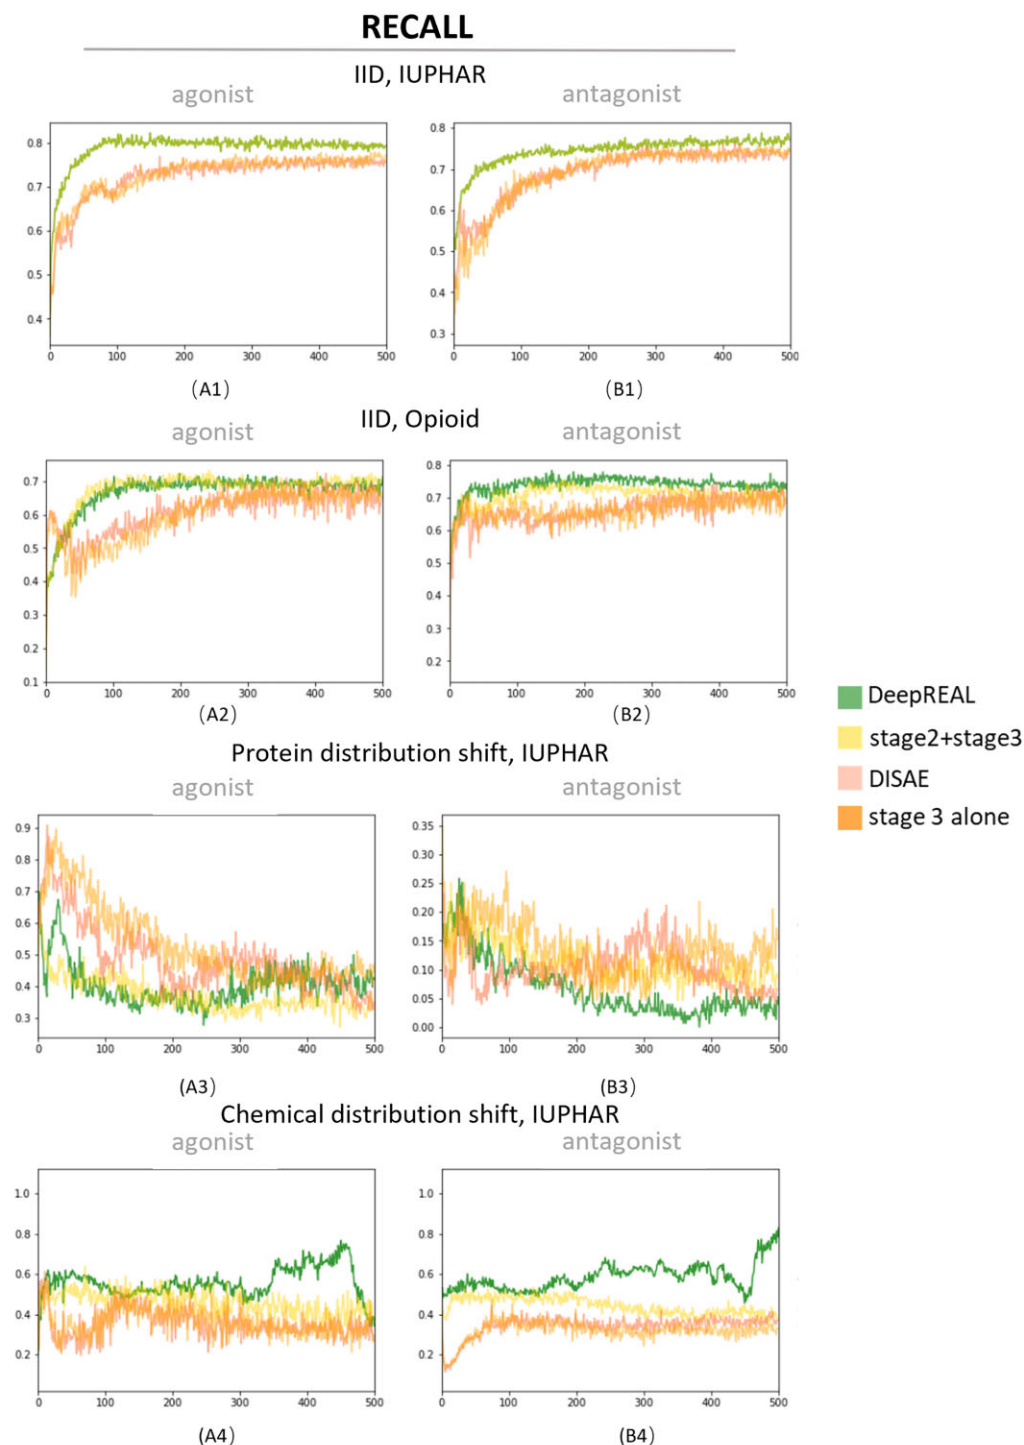 RECALL
IID, IUPHAR
agonist antagonist
0.8 0.8
0.7 0.7
0.6 0.6
0.5 0.5
0.4 0.4
0.3
0 100 200 300 400 500 0 100 200 300 400 500
(A1) (B1)
IID, Opioid
agonist antagonist
0.7 0.8
0.6 0.7
0.5 0.6
0.4 0.5
0.3 0.4
0.2 0.3
0.1 0.2
0 100 200 300 400 500 0 100 200 300 400 500
(A2) (B2)
DeepREAL
stage2+stage3
DISAE
stage 3 alone
Protein distribution shift, IUPHAR
agonist antagonist
0.9 0.35
0.8 0.30
0.7 0.25
0.6 0.20
0.5 0.15
0.4 0.10
0.3 0.05
0.00
0 100 200 300 400 500 0 100 200 300 400 500
(A3) (B3)
Chemical distribution shift, IUPHAR
agonist antagonist
1.0 1.0
0.8 0.8
0.6 0.6
0.4 0.4
0.2 0.2
0 100 200 300 400 500 0 100 200 300 400 500
(A4) (B4)